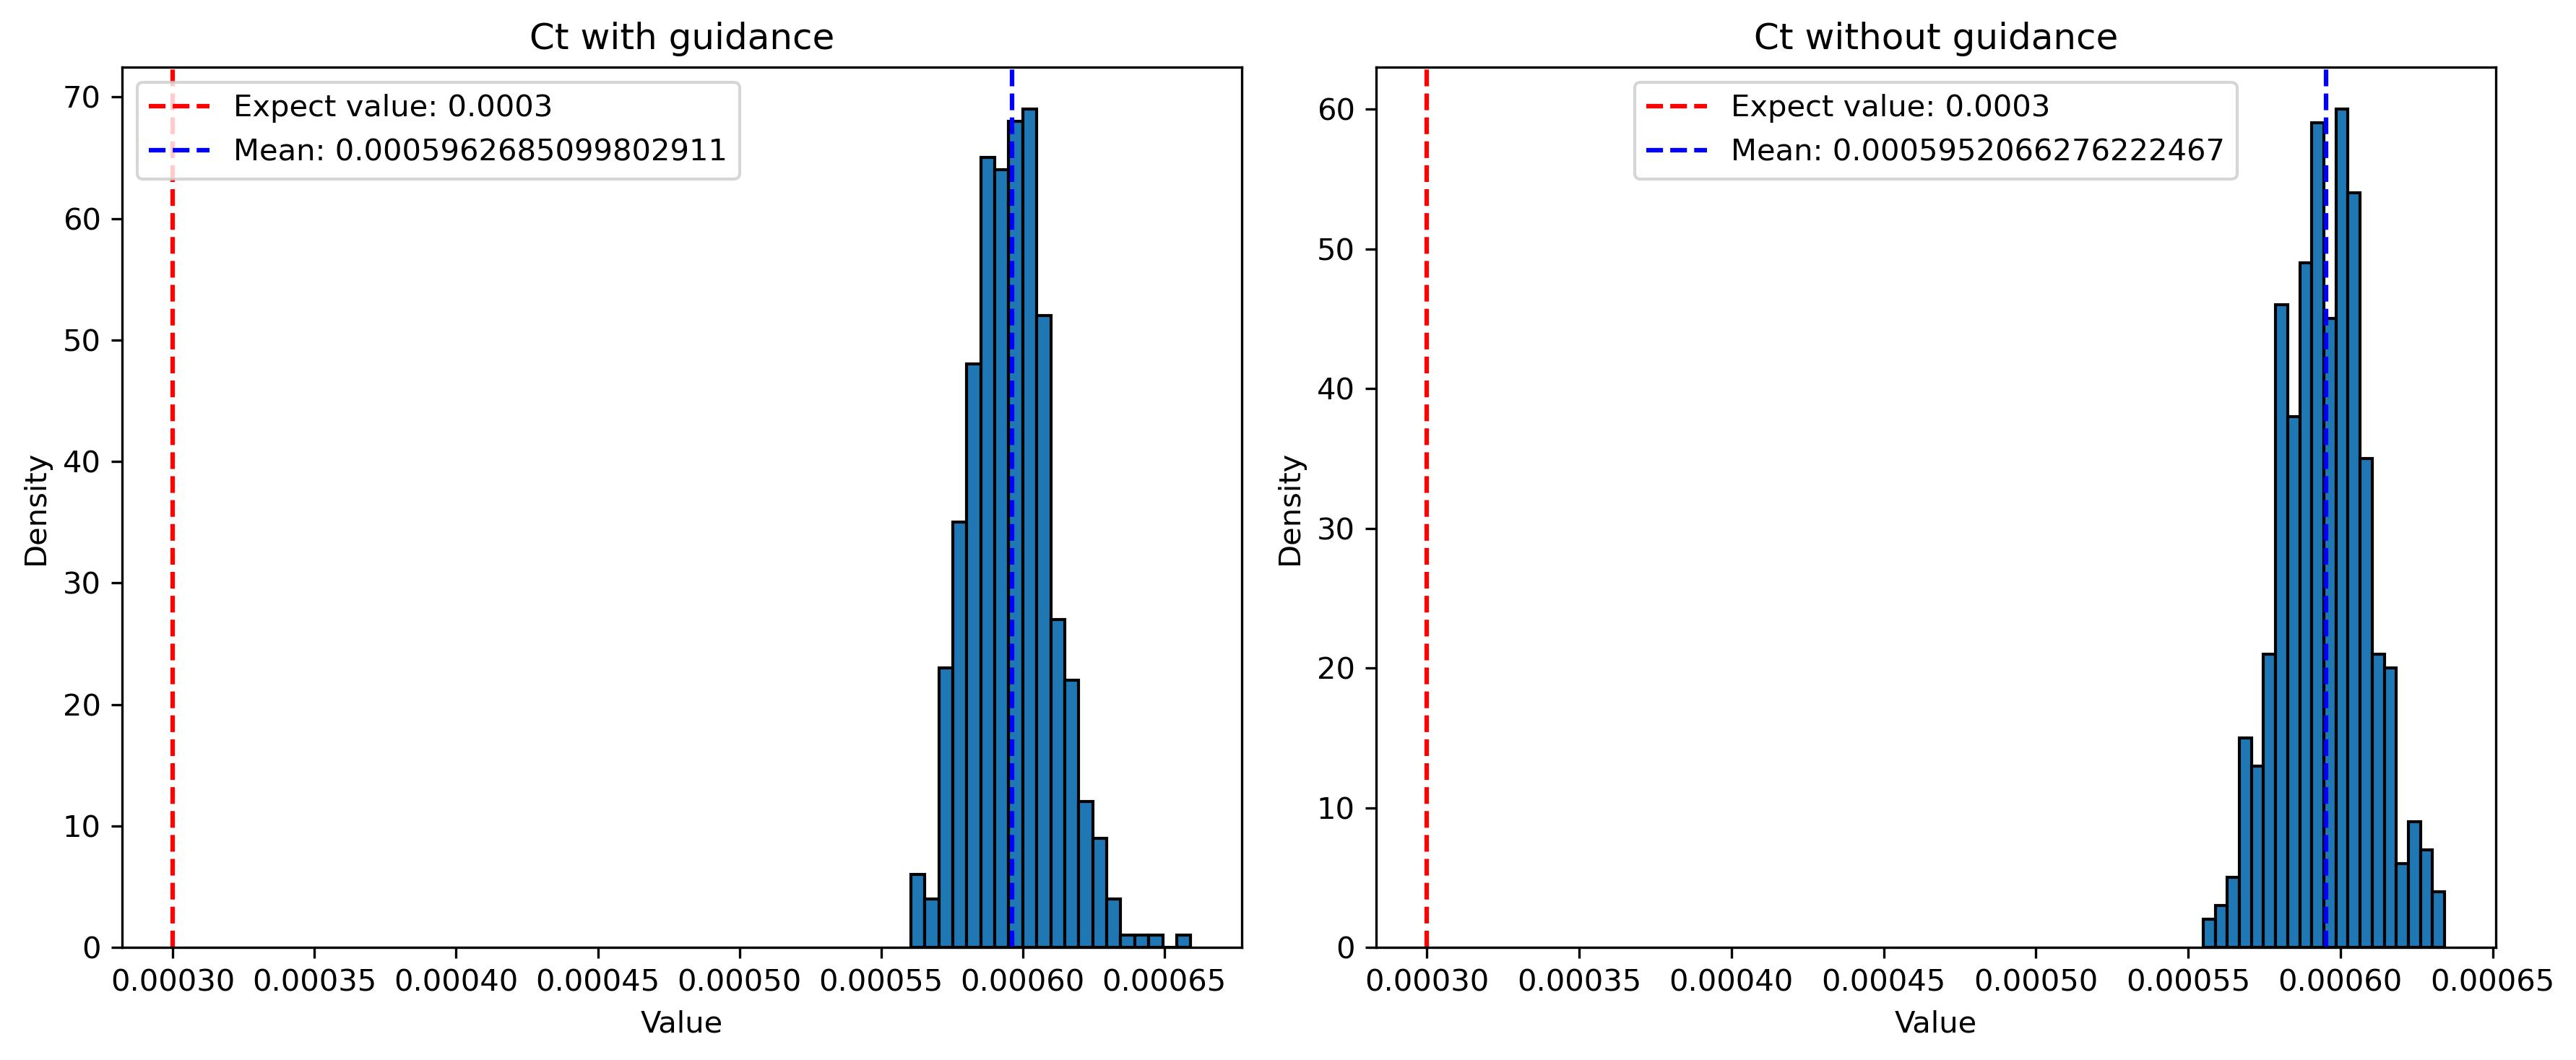 Ct with guidance
Expect value: 0.0003
Mean: 0.0005962685099802911
Density
70
60
50
40
30
20
10
0
0.00030 0.00035 0.00040 0.00045 0.00050 0.00055 0.00060 0.00065
Value
Ct without guidance
Expect value: 0.0003
Mean: 0.0005952066276222467
Density
60
50
40
30
20
10
0
0.00030 0.00035 0.00040 0.00045 0.00050 0.00055 0.00060 0.00065
Value